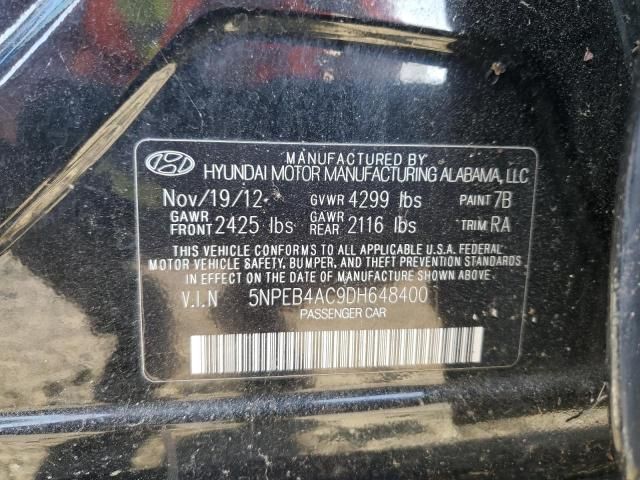 MANUFACTURED BY
HYUNDAI MOTOR MANUFACTURING ALABAMA, LLC
Nov/19/12 GVWR 4299 lbs PAINT 7B
GAWR FRONT 2425 lbs GAWR REAR 2116 lbs TRIM RA
THIS VEHICLE CONFORMS TO ALL APPLICABLE U.S.A. FEDERAL
MOTOR VEHICLE SAFETY, BUMPER, AND THEFT PREVENTION STANDARDS
IN EFFECT ON THE DATE OF MANUFACTURE SHOWN ABOVE.
V.I.N 5NPEB4AC9DH648400
PASSENGER CAR